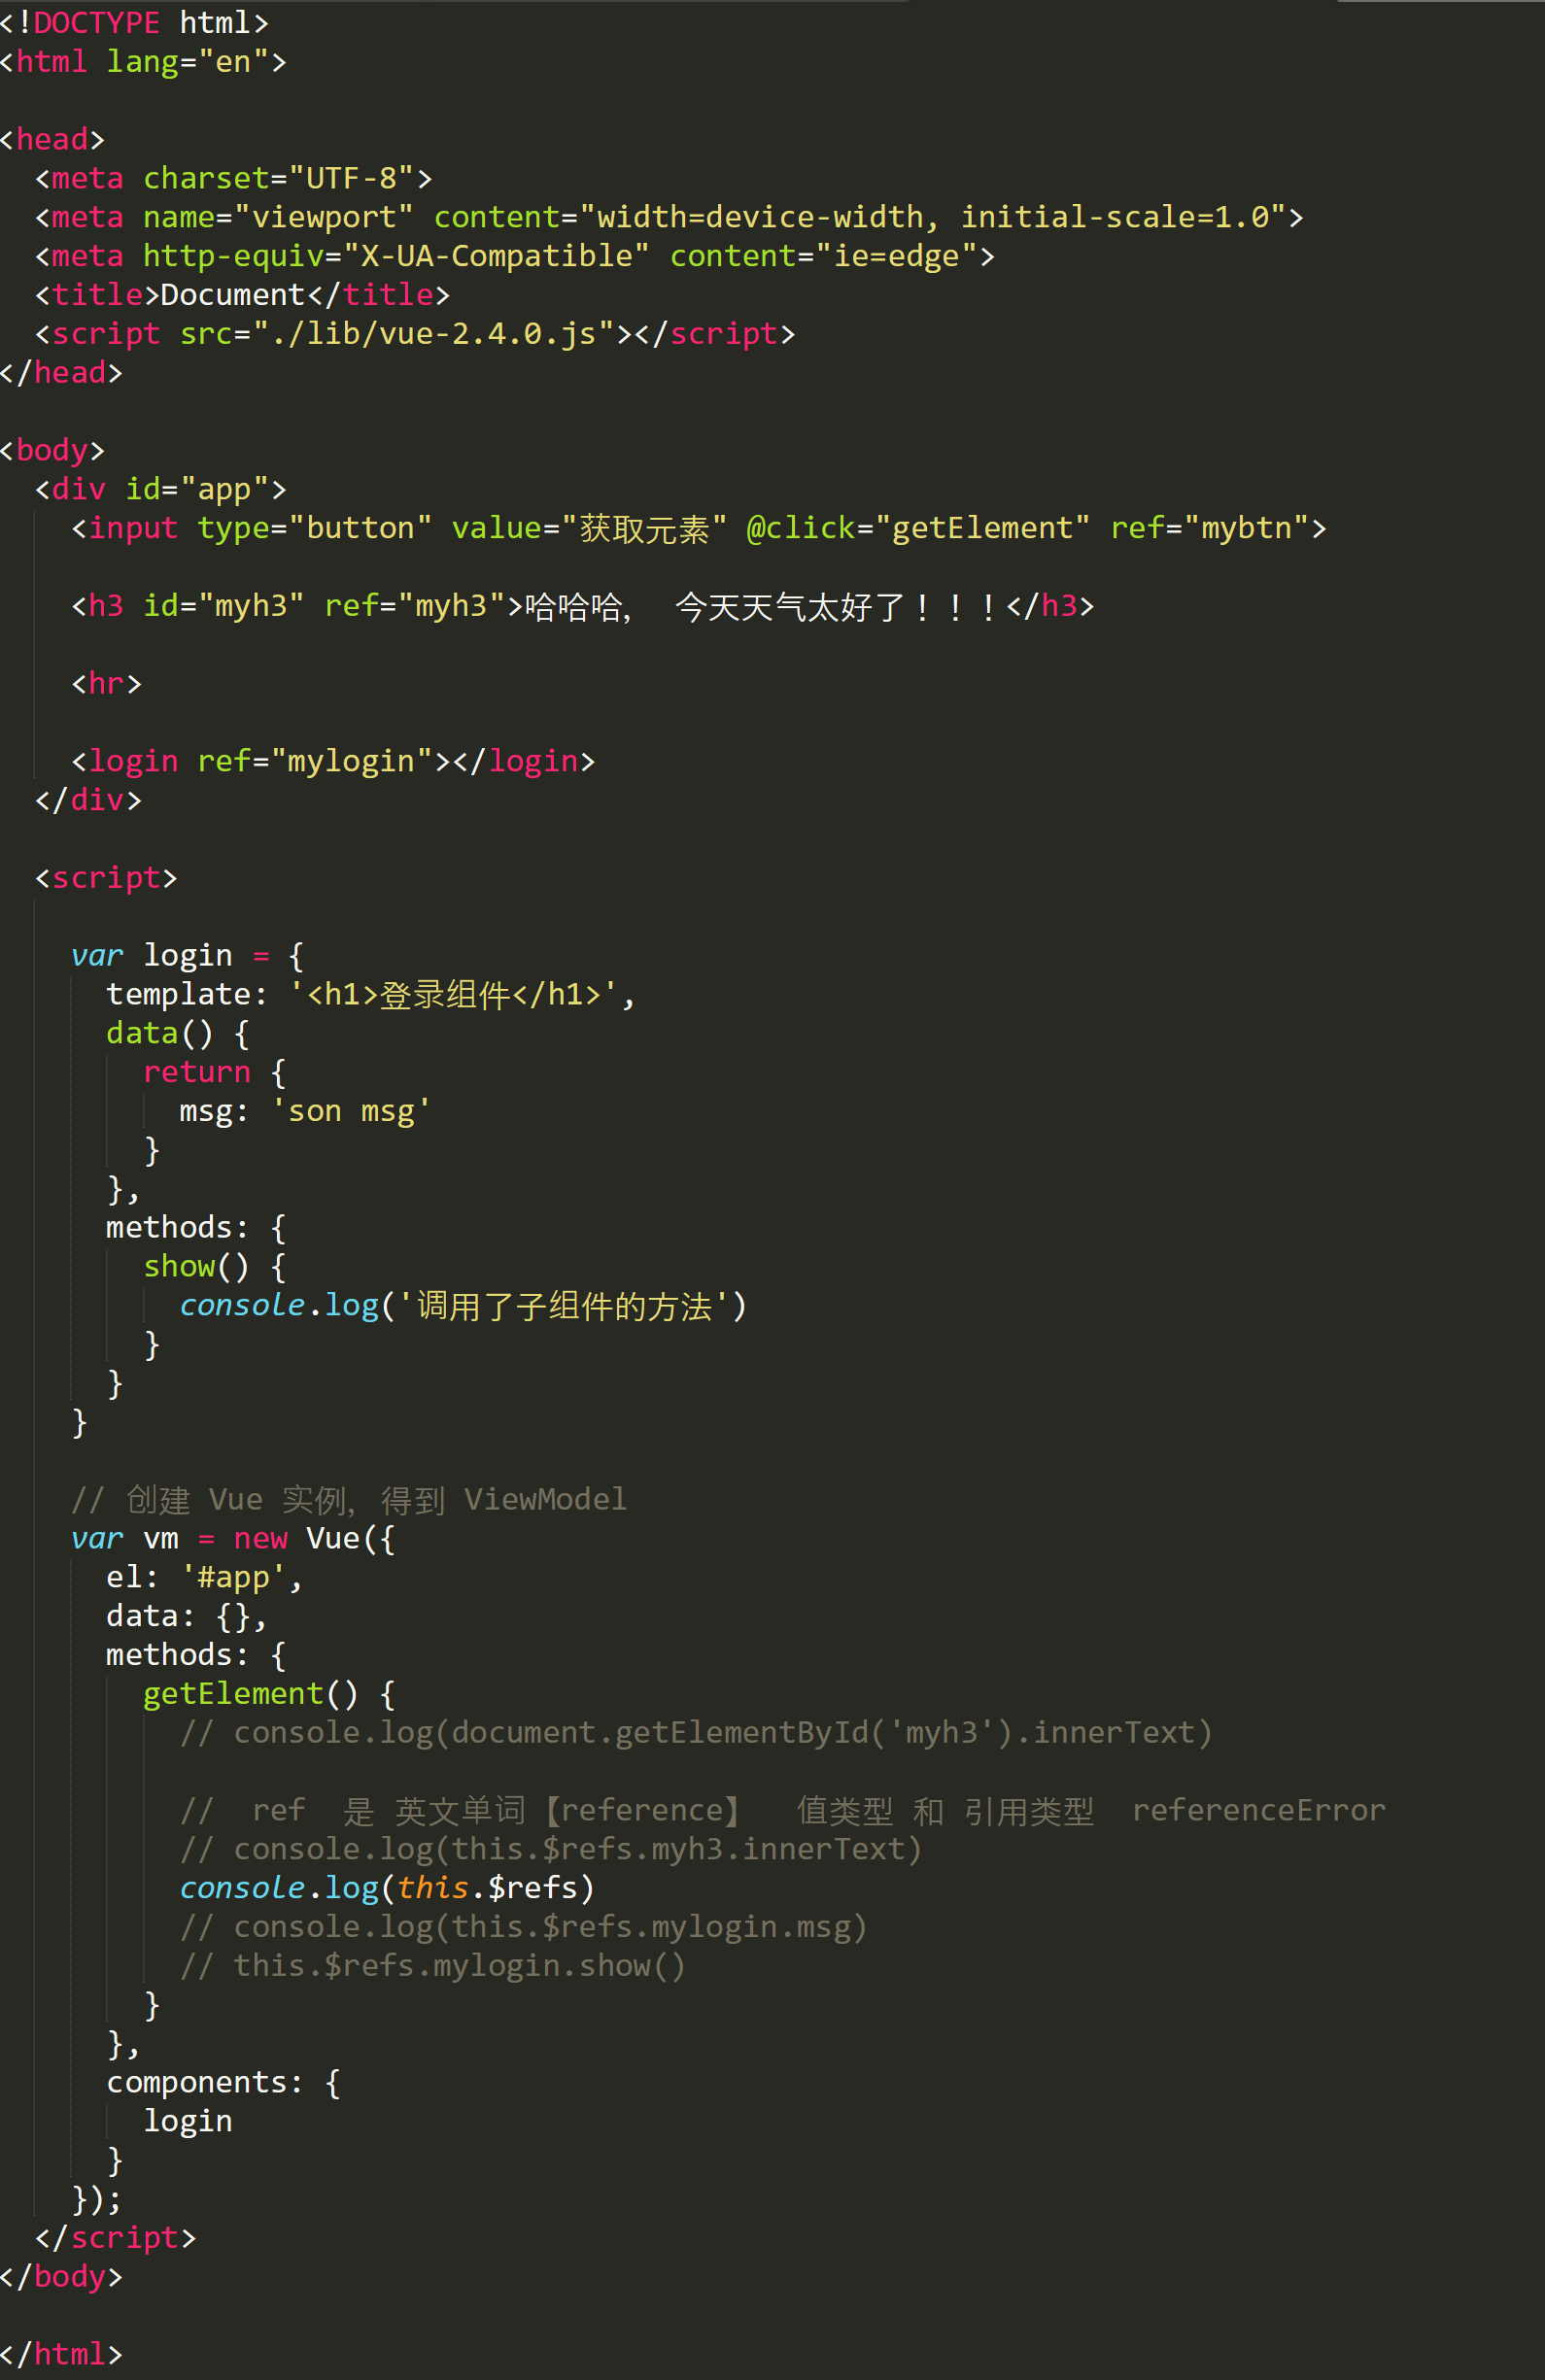 <!DOCTYPE html>
<html lang="en">

<head>
  <meta charset="UTF-8">
  <meta name="viewport" content="width=device-width, initial-scale=1.0">
  <meta http-equiv="X-UA-Compatible" content="ie=edge">
  <title>Document</title>
  <script src="./lib/vue-2.4.0.js"></script>
</head>

<body>
  <div id="app">
    <input type="button" value="获取元素" @click="getElement" ref="mybtn">

    <h3 id="myh3" ref="myh3">哈哈哈, 今天天气太好了！！！</h3>

    <hr>

    <login ref="mylogin"></login>
  </div>

  <script>

    var login = {
      template: '<h1>登录组件</h1>',
      data() {
        return {
          msg: 'son msg'
        }
      },
      methods: {
        show() {
          console.log('调用了子组件的方法')
        }
      }
    }

    // 创建 Vue 实例，得到 ViewModel
    var vm = new Vue({
      el: '#app',
      data: {},
      methods: {
        getElement() {
          // console.log(document.getElementById('myh3').innerText)

          //  ref  是 英文单词【reference】  值类型 和 引用类型  referenceError
          // console.log(this.$refs.myh3.innerText)
          console.log(this.$refs)
          // console.log(this.$refs.mylogin.msg)
          // this.$refs.mylogin.show()
        }
      },
      components: {
        login
      }
    });
  </script>
</body>

</html>